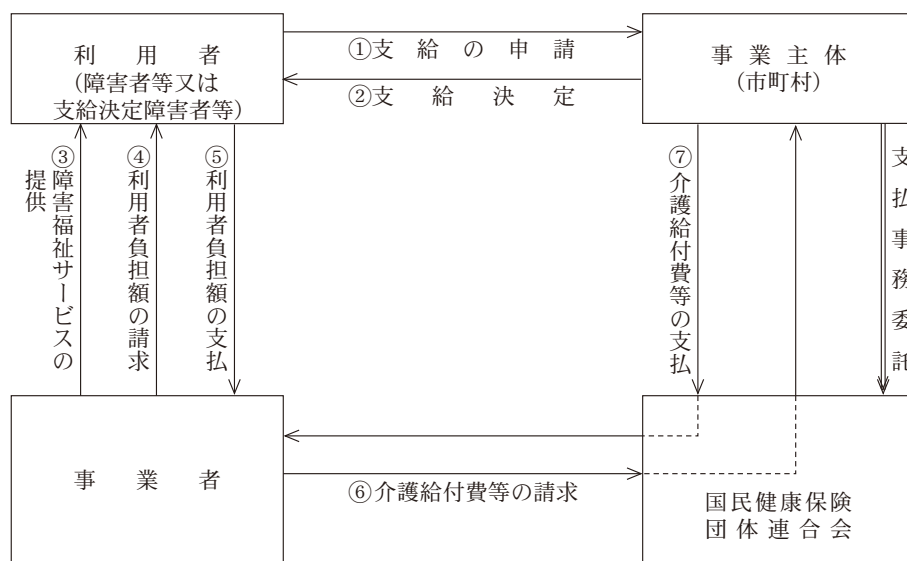 利用者
(障害者等又は
支給決定障害者等)
①支給の申請
②支給決定
事業主体
(市町村)
③障害福祉サービスの
提供
④利用者負担額の請求
⑤利用者負担額の支払
⑦介護給付費等の支払
支払事務委託
事業者
⑥介護給付費等の請求
国民健康保険
団体連合会